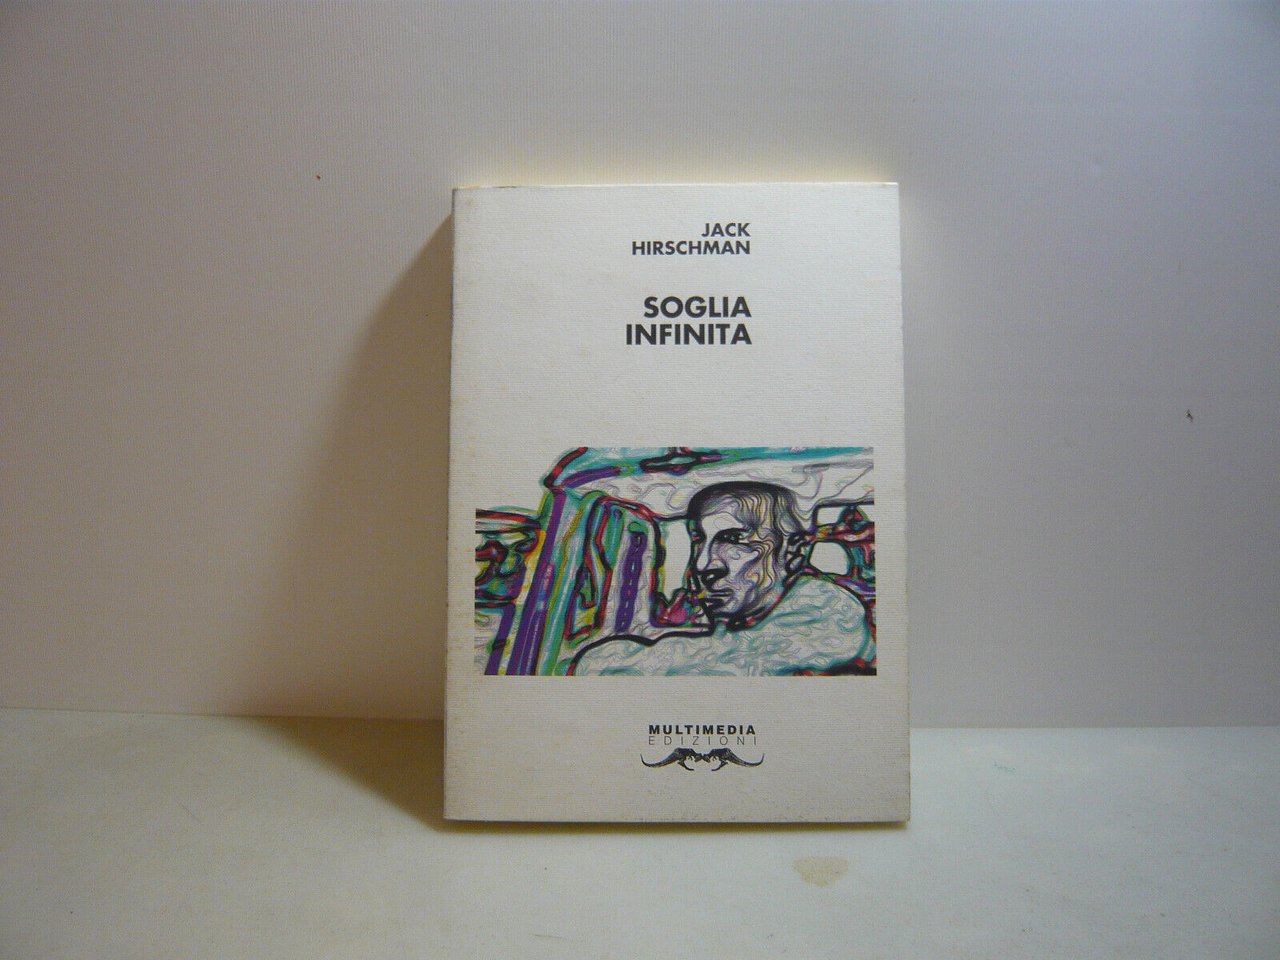 JACK
HIRSCHMAN
SOGLIA
INFINITA
MULTIMEDIA
EDIZIONI